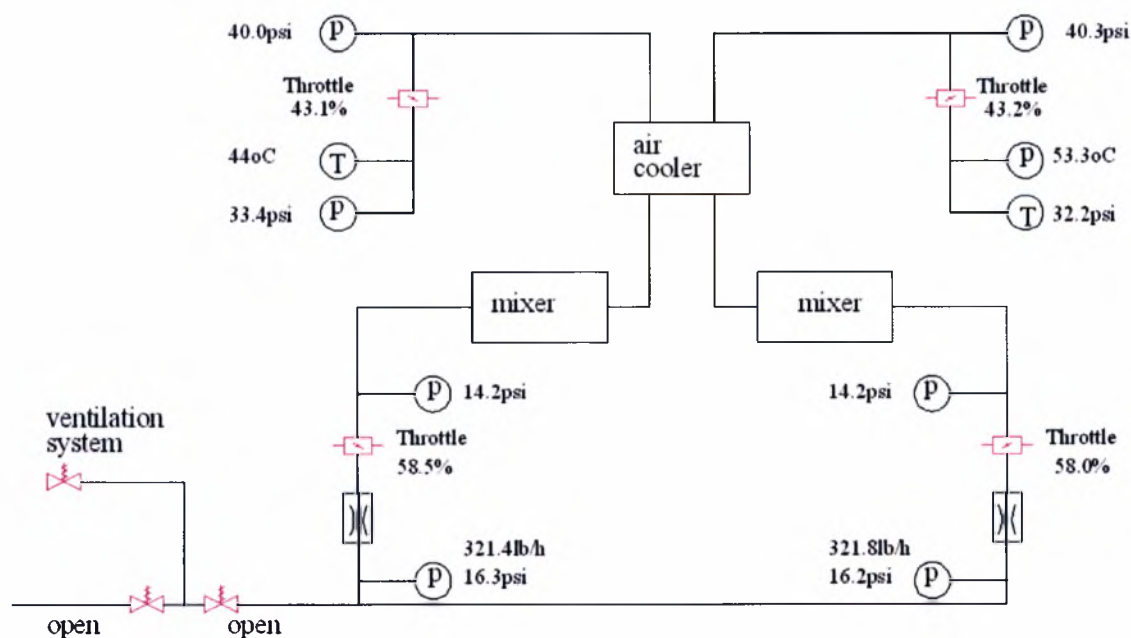 40.0psi
P
P
40.3psi
Throttle
43.1%
Throttle
43.2%
air
cooler
44oC
T
P
53.3oC
33.4psi
P
T
32.2psi
mixer
mixer
P
14.2psi
14.2psi
P
ventilation
system
Throttle
58.5%
Throttle
58.0%
321.4lb/h
P
16.3psi
321.8lb/h
16.2psi
P
open
open